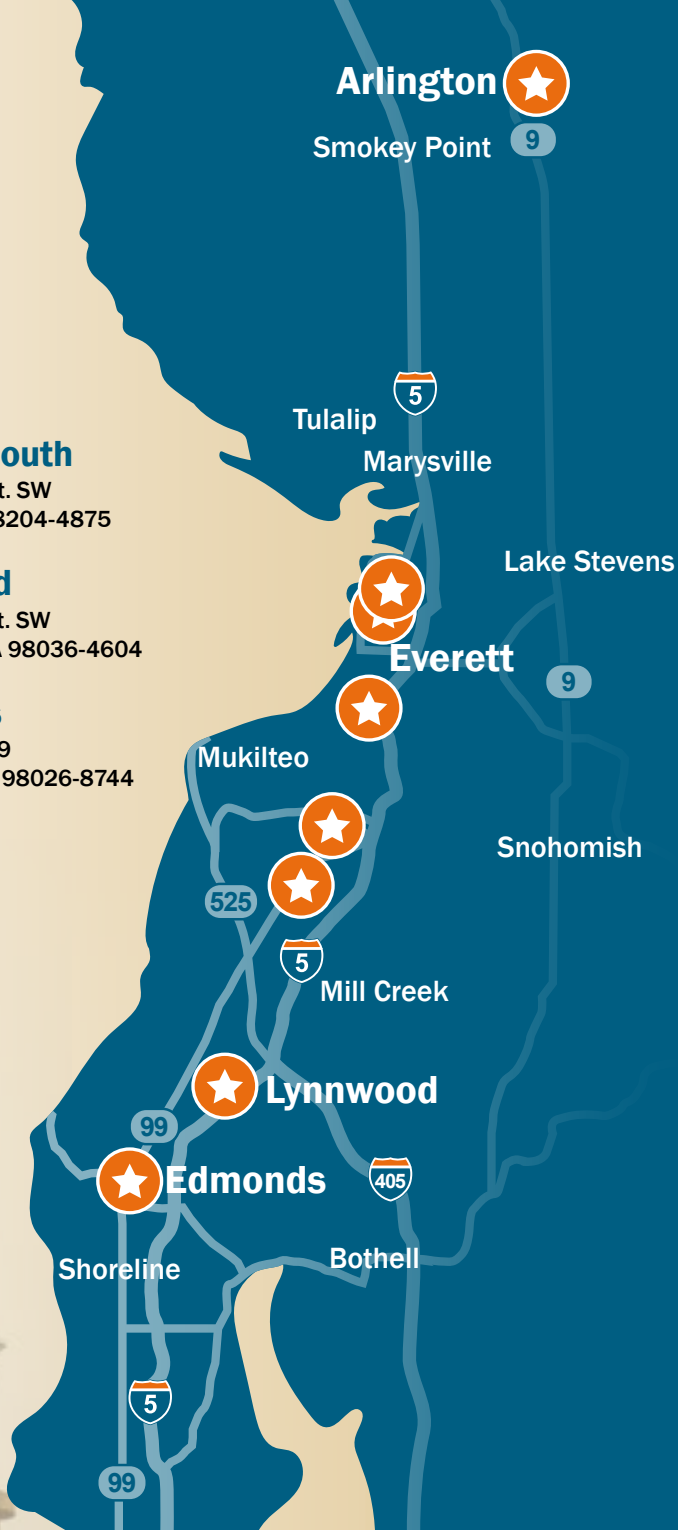 Arlington
9
Smokey Point
5
Tulalip
Marysville
outh
t. SW
3204-4875
Lake Stevens
d
t. SW
98036-4604
Everett
9
9
98026-8744
Mukilteo
Snohomish
525
5
Mill Creek
Lynnwood
99
Edmonds
405
Bothell
Shoreline
5
99